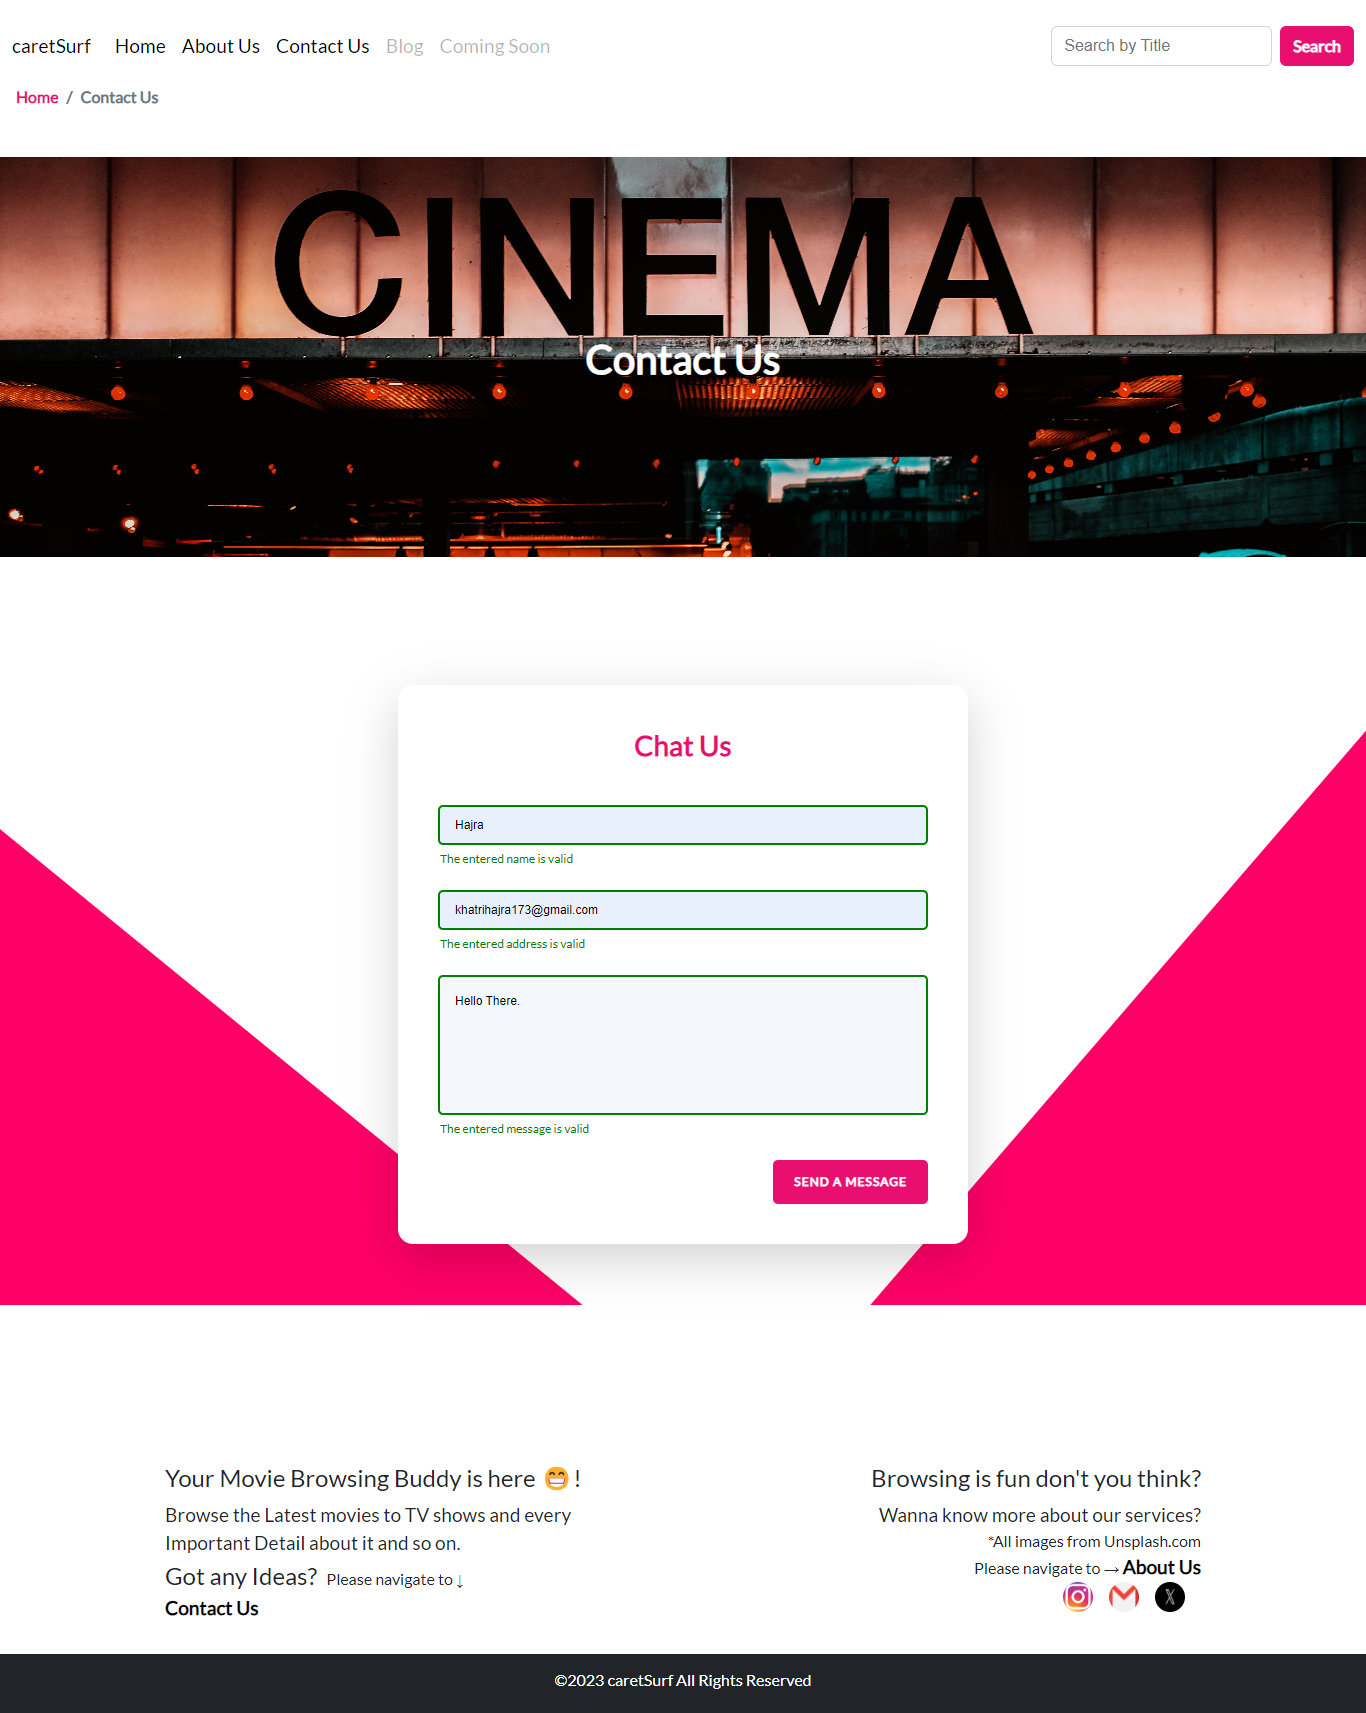 caretSurf Home About Us Contact Us Blog Coming Soon Search by Title Search
Home / Contact Us
CINEMA
Contact Us
Chat Us
Hajra
The entered name is valid
khatrihajra173@gmail.com
The entered address is valid
Hello There.
The entered message is valid
SEND A MESSAGE
Your Movie Browsing Buddy is here 😁 !
Browse the Latest movies to TV shows and every
Important Detail about it and so on.
Got any Ideas? Please navigate to ↓
Contact Us
Browsing is fun don't you think?
Wanna know more about our services?
*All images from Unsplash.com
Please navigate to → About Us
©2023 caretSurf All Rights Reserved